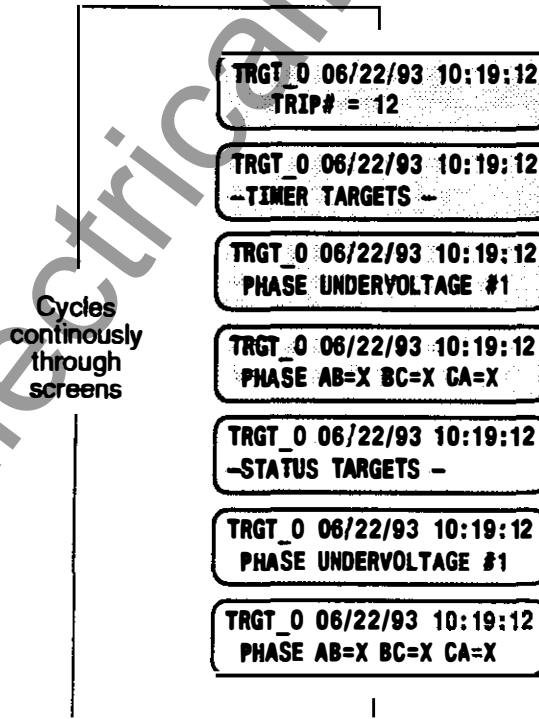 TRGT_0 06/22/93 10:19:12
TRIP# = 12
TRGT_0 06/22/93 10:19:12
–TIMER TARGETS –
TRGT_0 06/22/93 10:19:12
PHASE UNDERVOLTAGE #1
Cycles
continously
through
screens
TRGT_0 06/22/93 10:19:12
PHASE AB=X BC=X CA=X
TRGT_0 06/22/93 10:19:12
–STATUS TARGETS –
TRGT_0 06/22/93 10:19:12
PHASE UNDERVOLTAGE #1
TRGT_0 06/22/93 10:19:12
PHASE AB=X BC=X CA=X